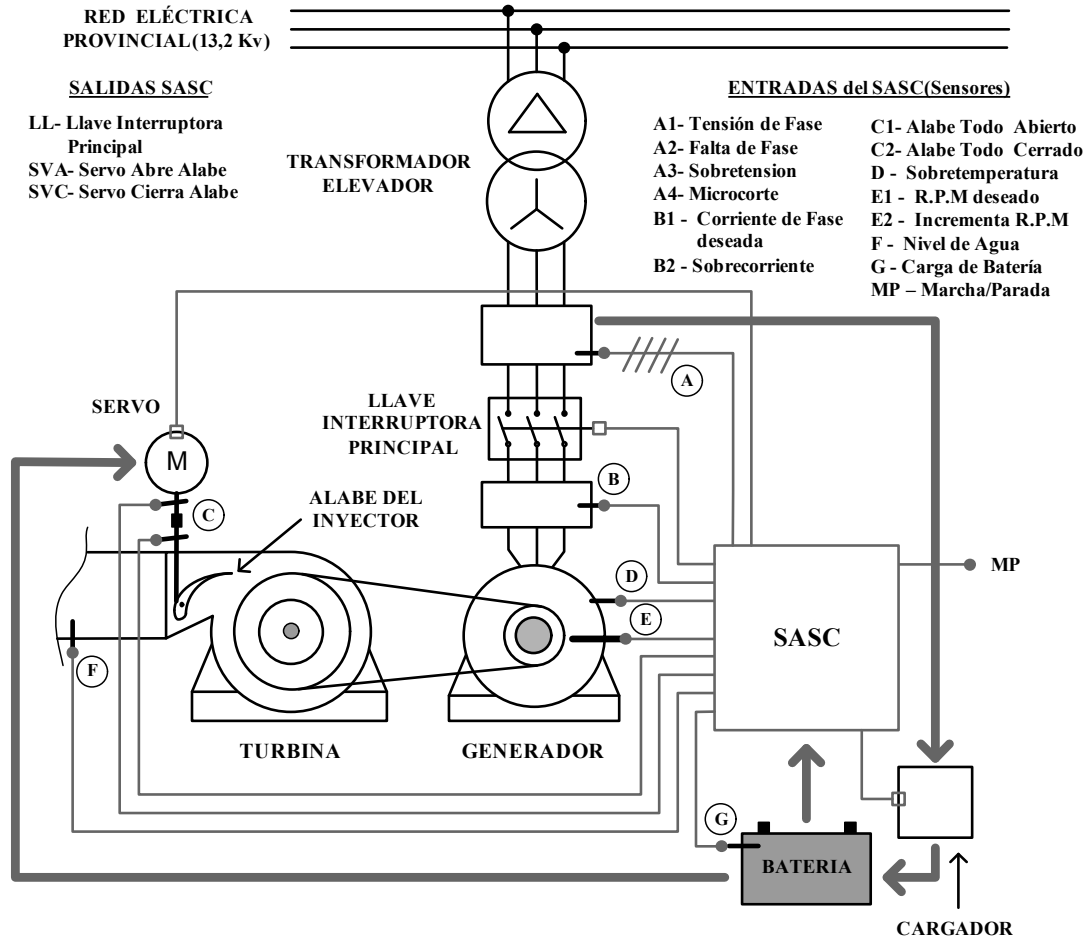 RED ELÉCTRICA
PROVINCIAL(13,2 Kv)
SALIDAS SASC
LL- Llave Interruptora
Principal
SVA- Servo Abre Alabe
SVC- Servo Cierra Alabe
TRANSFORMADOR
ELEVADOR
ENTRADAS del SASC(Sensores)
A1- Tensión de Fase
A2- Falta de Fase
A3- Sobretension
A4- Microcorte
B1 - Corriente de Fase
deseada
B2 - Sobrecorriente
C1- Alabe Todo Abierto
C2- Alabe Todo Cerrado
D - Sobretemperatura
E1 - R.P.M deseado
E2 - Incrementa R.P.M
F - Nivel de Agua
G - Carga de Batería
MP – Marcha/Parada
A
SERVO
M
LLAVE
INTERRUPTORA
PRINCIPAL
B
C
ALABE DEL
INYECTOR
D
E
MP
SASC
F
TURBINA
GENERADOR
G
BATERIA
CARGADOR